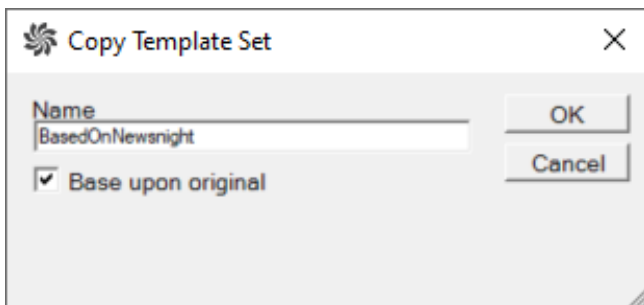 Copy Template Set
Name
BasedOnNewsnight
Base upon original
OK
Cancel